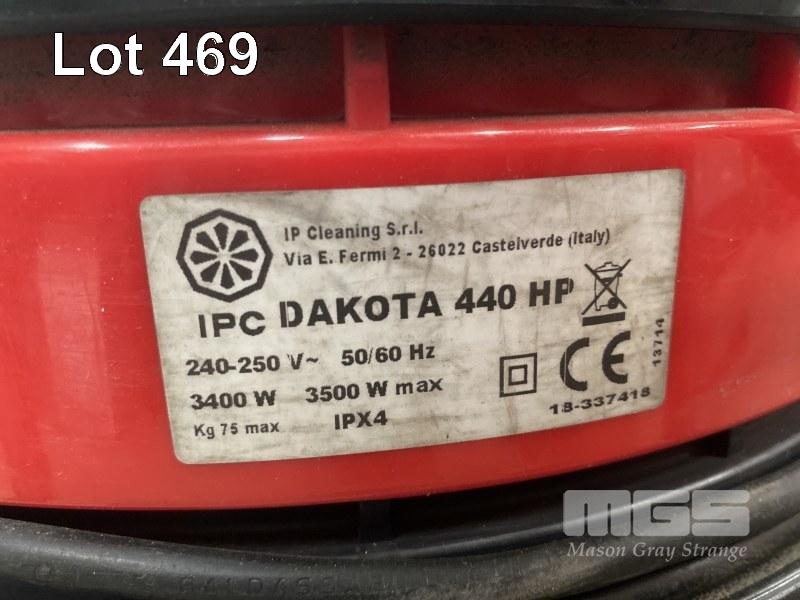 Lot 469
IP Cleaning S.r.l.
Via E. Fermi 2 - 26022 Castelverde (Italy)
IPC DAKOTA 440 HP
240-250 V~ 50/60 Hz
3400 W 3500 W max
Kg 75 max IPX4
CE
18-337418
13714
MGS
Mason Gray Strange